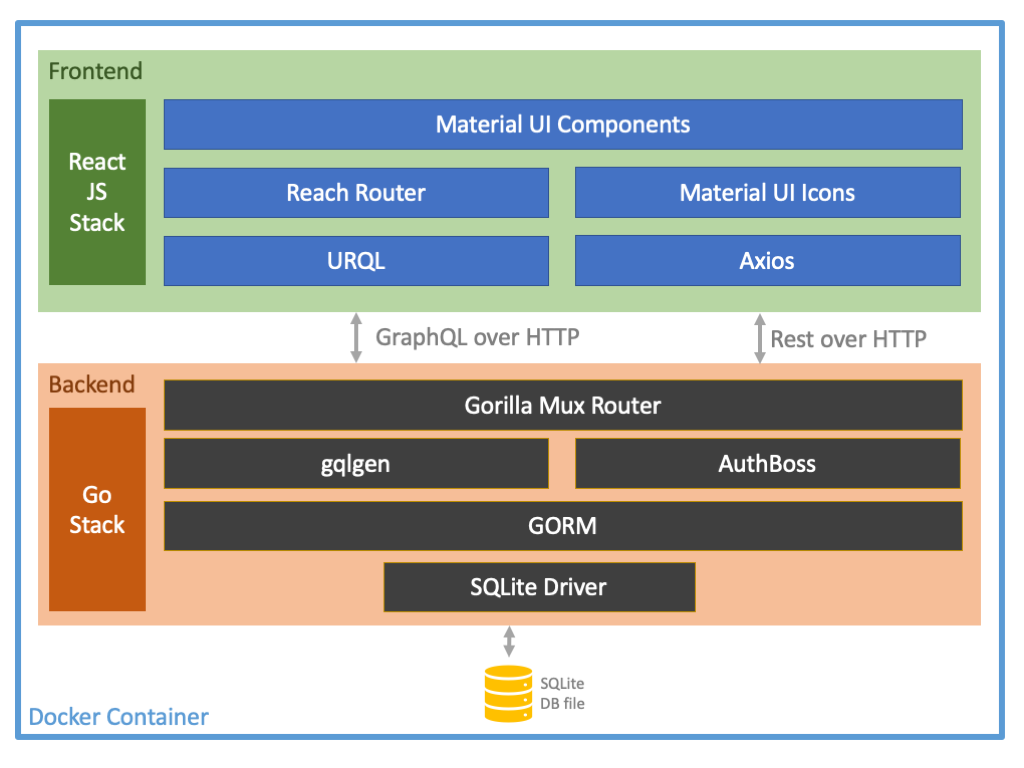 Frontend
React
JS
Stack
Material UI Components
Reach Router
Material UI Icons
URQL
Axios
GraphQL over HTTP
Rest over HTTP
Backend
Go
Stack
Gorilla Mux Router
gqlgen
AuthBoss
GORM
SQLite Driver
SQLite
DB file
Docker Container